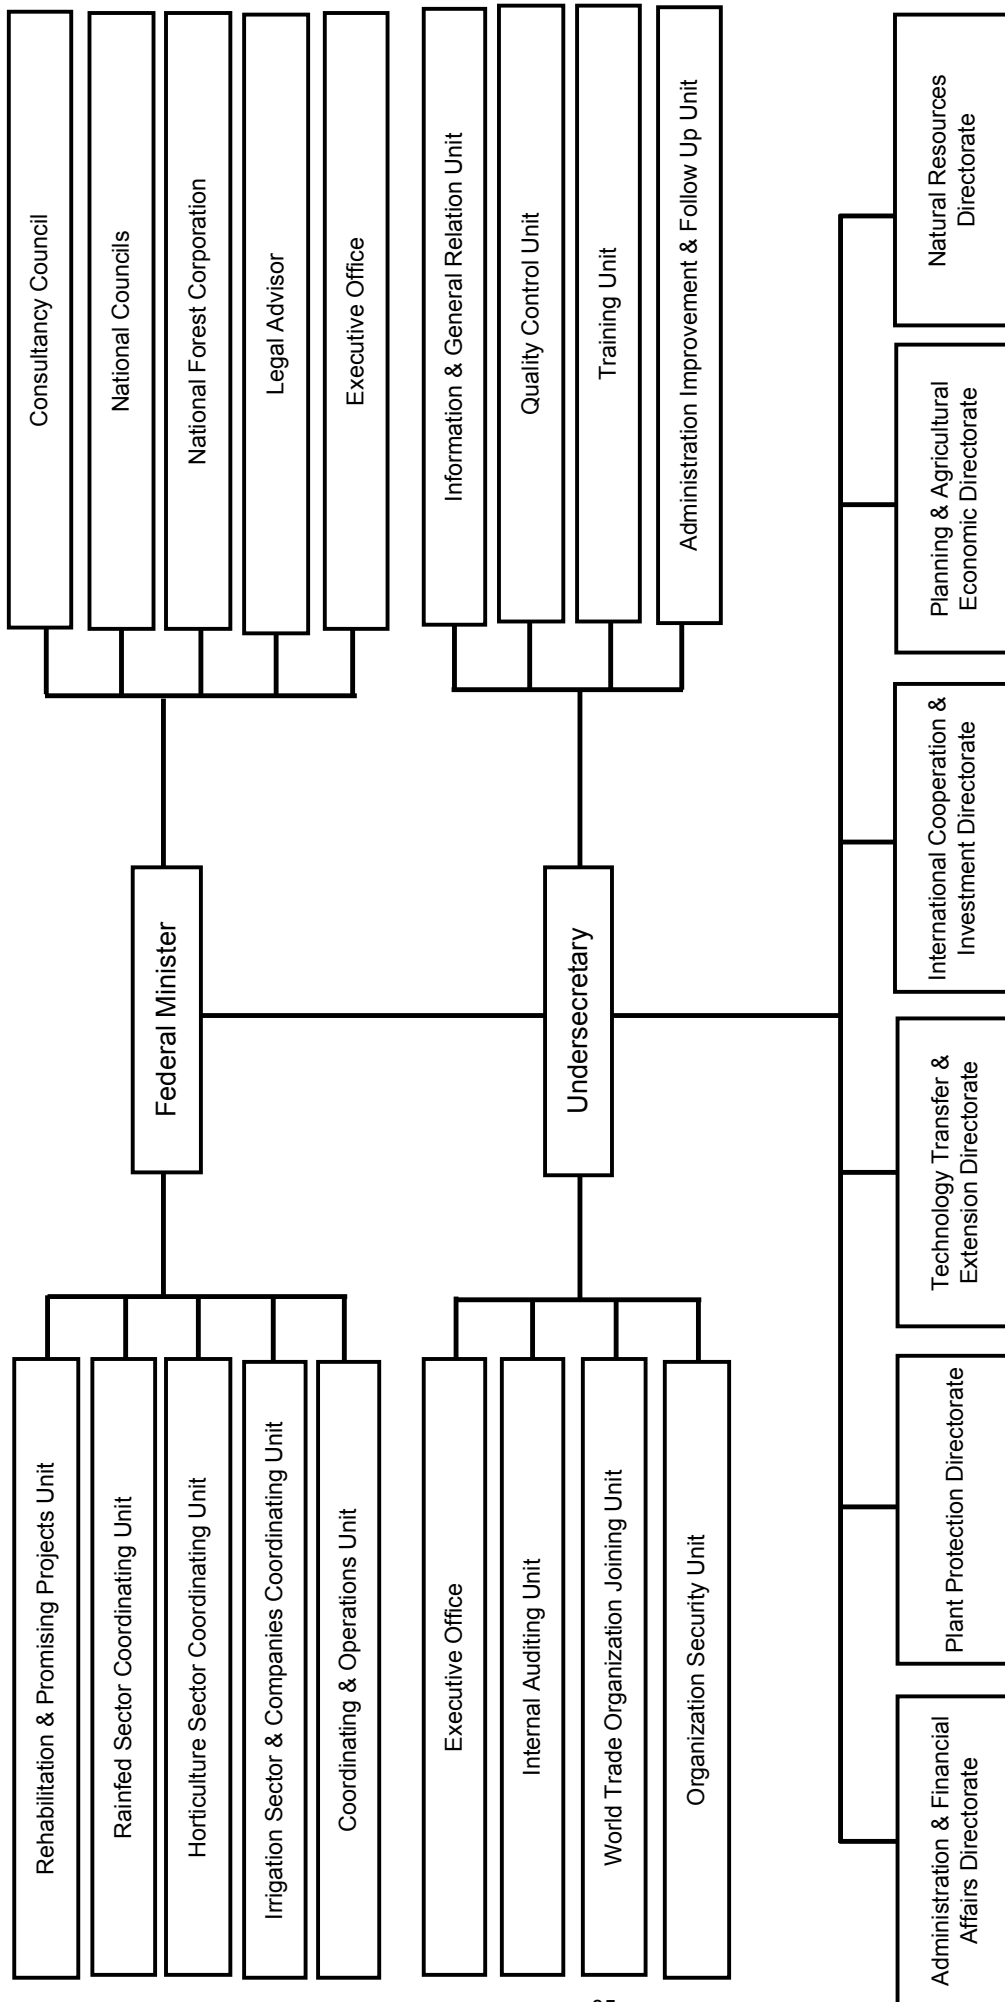 Federal Minister
Rehabilitation & Promising Projects Unit
Rainfed Sector Coordinating Unit
Horticulture Sector Coordinating Unit
Irrigation Sector & Companies Coordinating Unit
Coordinating & Operations Unit
Consultancy Council
National Councils
National Forest Corporation
Legal Advisor
Executive Office
Undersecretary
Executive Office
Internal Auditing Unit
World Trade Organization Joining Unit
Organization Security Unit
Information & General Relation Unit
Quality Control Unit
Training Unit
Administration Improvement & Follow Up Unit
Administration & Financial
Affairs Directorate
Plant Protection Directorate
Technology Transfer &
Extension Directorate
International Cooperation &
Investment Directorate
Planning & Agricultural
Economic Directorate
Natural Resources
Directorate